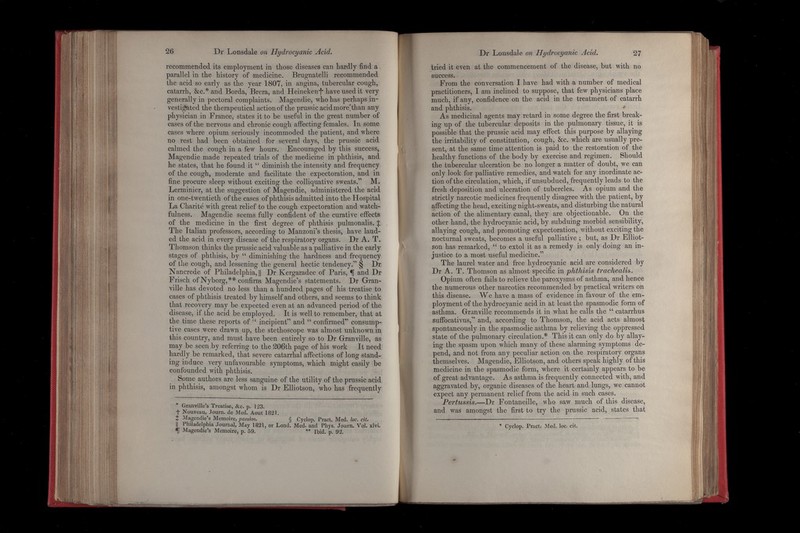 26 Dr Lonsdale on Hydrocyanic Acid.
recommended its employment in those diseases can hardly find a
parallel in the history of medicine. Brugnatelli recommended
the acid so early as the year 1807, in angina, tubercular cough,
catarrh, &c.* and Borda, Brera, and Heineken† have used it very
generally in pectoral complaints. Magendie, who has perhaps in-
vestigated the therapeutical action of the prussic acid more than any
physician in France, states it to be useful in the great number of
cases of the nervous and chronic cough affecting females. In some
cases where opium seriously incommoded the patient, and where
no rest had been obtained for several days, the prussic acid
calmed the cough in a few hours. Encouraged by this success,
Magendie made repeated trials of the medicine in phthisis, and
he states, that he found it " diminish the intensity and frequency
of the cough, moderate and facilitate the expectoration, and in
fine procure sleep without exciting the colliquative sweats." M.
Lerminier, at the suggestion of Magendie, administered the acid
in one-twentieth of the cases of phthisis admitted into the Hospital
La Charité with great relief to the cough expectoration and watch-
fulness. Magendie seems fully confident of the curative effects
of the medicine in the first degree of phthisis pulmonalis. ‡
The Italian professors, according to Manzoni's thesis, have laud-
ed the acid in every disease of the respiratory organs. Dr A. T.
Thomson thinks the prussic acid valuable as a palliative in the early
stages of phthisis, by " diminishing the hardness and frequency
of the cough, and lessening the general hectic tendency." § Dr
Nancrede of Philadelphia, || Dr Kergaradec of Paris, ¶ and Dr
Frisch of Nyborg,** confirm Magendie's statements. Dr Gran-
ville has devoted no less than a hundred pages of his treatise to
cases of phthisis treated by himself and others, and seems to think
that recovery may be expected even at an advanced period of the
disease, if the acid be employed. It is well to remember, that at
the time these reports of " incipient" and " confirmed" consump-
tive cases were drawn up, the stethoscope was almost unknown in
this country, and must have been entirely so to Dr Granville, as
may be seen by referring to the 206th page of his work It need
hardly be remarked, that severe catarrhal affections of long stand-
ing induce very unfavourable symptoms, which might easily be
confounded with phthisis.
Some authors are less sanguine of the utility of the prussic acid
in phthisis, amongst whom is Dr Elliotson, who has frequently
* Granville's Treatise, &c. p. 123.
† Nouveau. Journ. de Med. Aout 1821.
‡ Magendie's Memoire, passim. § Cyclop. Pract. Med. loc. cit.
|| Philadelphia Journal, May 1821, or Lond. Med. and Phys. Journ. Vol. xlvi.
¶ Magendie's Memoire, p. 59. ** Ibid. p. 92.
Dr Lonsdale on Hydrocyanic Acid. 27
tried it even at the commencement of the disease, but with no
success.
From the conversation I have had with a number of medical
practitioners, I am inclined to suppose, that few physicians place
much, if any, confidence on the acid in the treatment of catarrh
and phthisis.
As medicinal agents may retard in some degree the first break-
ing up of the tubercular deposits in the pulmonary tissue, it is
possible that the prussic acid may effect this purpose by allaying
the irritability of constitution, cough, &c. which are usually pre-
sent, at the same time attention is paid to the restoration of the
healthy functions of the body by exercise and regimen. Should
the tubercular ulceration be no longer a matter of doubt, we can
only look for palliative remedies, and watch for any inordinate ac-
tion of the circulation, which, if unsubdued, frequently leads to the
fresh deposition and ulceration of tubercles. As opium and the
strictly narcotic medicines frequently disagree with the patient, by
affecting the head, exciting night-sweats, and disturbing the natural
action of the alimentary canal, they are objectionable. On the
other hand, the hydrocyanic acid, by subduing morbid sensibility,
allaying cough, and promoting expectoration, without exciting the
nocturnal sweats, becomes a useful palliative ; but, as Dr Elliot-
son has remarked, " to extol it as a remedy is only doing an in-
justice to a most useful medicine."
The laurel water and free hydrocyanic acid are considered by
Dr A. T. Thomson as almost specific in phthisis trachealis.
Opium often fails to relieve the paroxysms of asthma, and hence
the numerous other narcotics recommended by practical writers on
this disease. We have a mass of evidence in favour of the em-
ployment of the hydrocyanic acid in at least the spasmodic form of
asthma. Granville recommends it in what he calls the " catarrhus
suffocativus," and, according to Thomson, the acid acts almost
spontaneously in the spasmodic asthma by relieving the oppressed
state of the pulmonary circulation.* This it can only do by allay-
ing the spasm upon which many of these alarming symptoms de-
pend, and not from any peculiar action on the respiratory organs
themselves. Magendie, Elliotson, and others speak highly of this
medicine in the spasmodic form, where it certainly appears to be
of great advantage. As asthma is frequently connected with, and
aggravated by, organic diseases of the heart and lungs, we cannot
expect any permanent relief from the acid in such cases.
Pertussis.—Dr Fontaneille, who saw much of this disease,
and was amongst the first to try the prussic acid, states that
* Cyclop. Pract. Med. loc. cit.